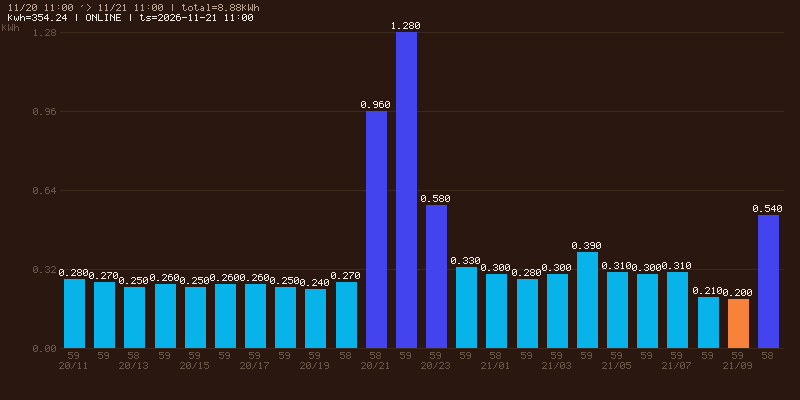 11/20 11:00 -> 11/21 11:00 | total=8.88KWh
Kwh=354.24 | ONLINE | ts=2026-11-21 11:00
KWh
1.28
0.96
0.64
0.32
0.00
0.280 0.270 0.250 0.260 0.250 0.260 0.260 0.250 0.240 0.270 0.960 1.280 0.580 0.330 0.300 0.280 0.300 0.390 0.310 0.300 0.310 0.210 0.200 0.540
59 59 58 59 59 59 59 59 59 58 58 59 59 59 58 59 59 59 59 59 59 59 59 58
20/11 20/13 20/15 20/17 20/19 20/21 20/23 21/01 21/03 21/05 21/07 21/09